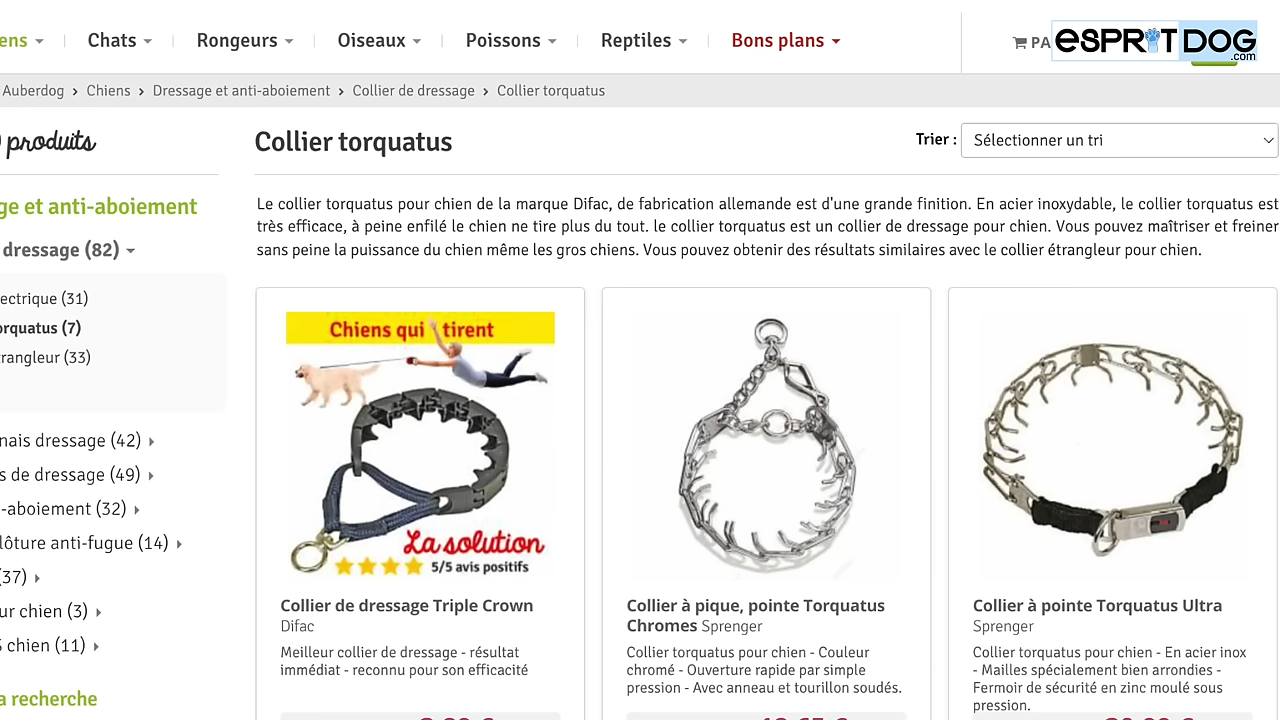 ens
Chats
Rongeurs
Oiseaux
Poissons
Reptiles
Bons plans
PA
ESPRIT DOG
.com
Auberdog > Chiens > Dressage et anti-aboiement > Collier de dressage > Collier torquatus
produits
ge et anti-aboiement
dressage (82)
ectrique (31)
orquatus (7)
rangleur (33)
nais dressage (42)
s de dressage (49)
-aboiement (32)
lôture anti-fugue (14)
(37)
ur chien (3)
S chien (11)
a recherche
Collier torquatus
Trier :
Sélectionner un tri
Le collier torquatus pour chien de la marque Difac, de fabrication allemande est d'une grande finition. En acier inoxydable, le collier torquatus est
très efficace, à peine enfilé le chien ne tire plus du tout. le collier torquatus est un collier de dressage pour chien. Vous pouvez maîtriser et freiner
sans peine la puissance du chien même les gros chiens. Vous pouvez obtenir des résultats similaires avec le collier étrangleur pour chien.
Chiens qui tirent
La solution
5/5 avis positifs
Collier de dressage Triple Crown
Difac
Meilleur collier de dressage - résultat
immédiat - reconnu pour son efficacité
Collier à pique, pointe Torquatus
Chromes Sprenger
Collier torquatus pour chien - Couleur
chromé - Ouverture rapide par simple
pression - Avec anneau et tourillon soudés.
Collier à pointe Torquatus Ultra
Sprenger
Collier torquatus pour chien - En acier inox
- Mailles spécialement bien arrondies -
Fermoir de sécurité en zinc moulé sous
pression.